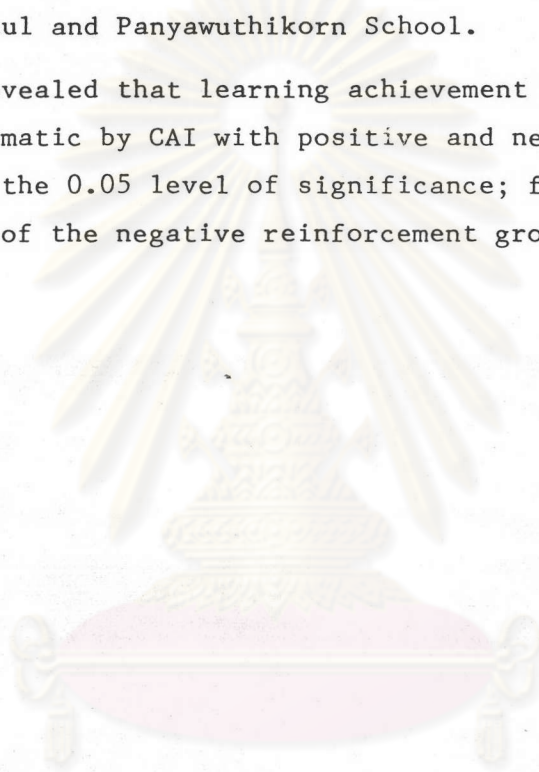 ul and Panyawuthikorn School.
vealed that learning achievement
matic by CAI with positive and ne
the 0.05 level of significance; f
of the negative reinforcement gro